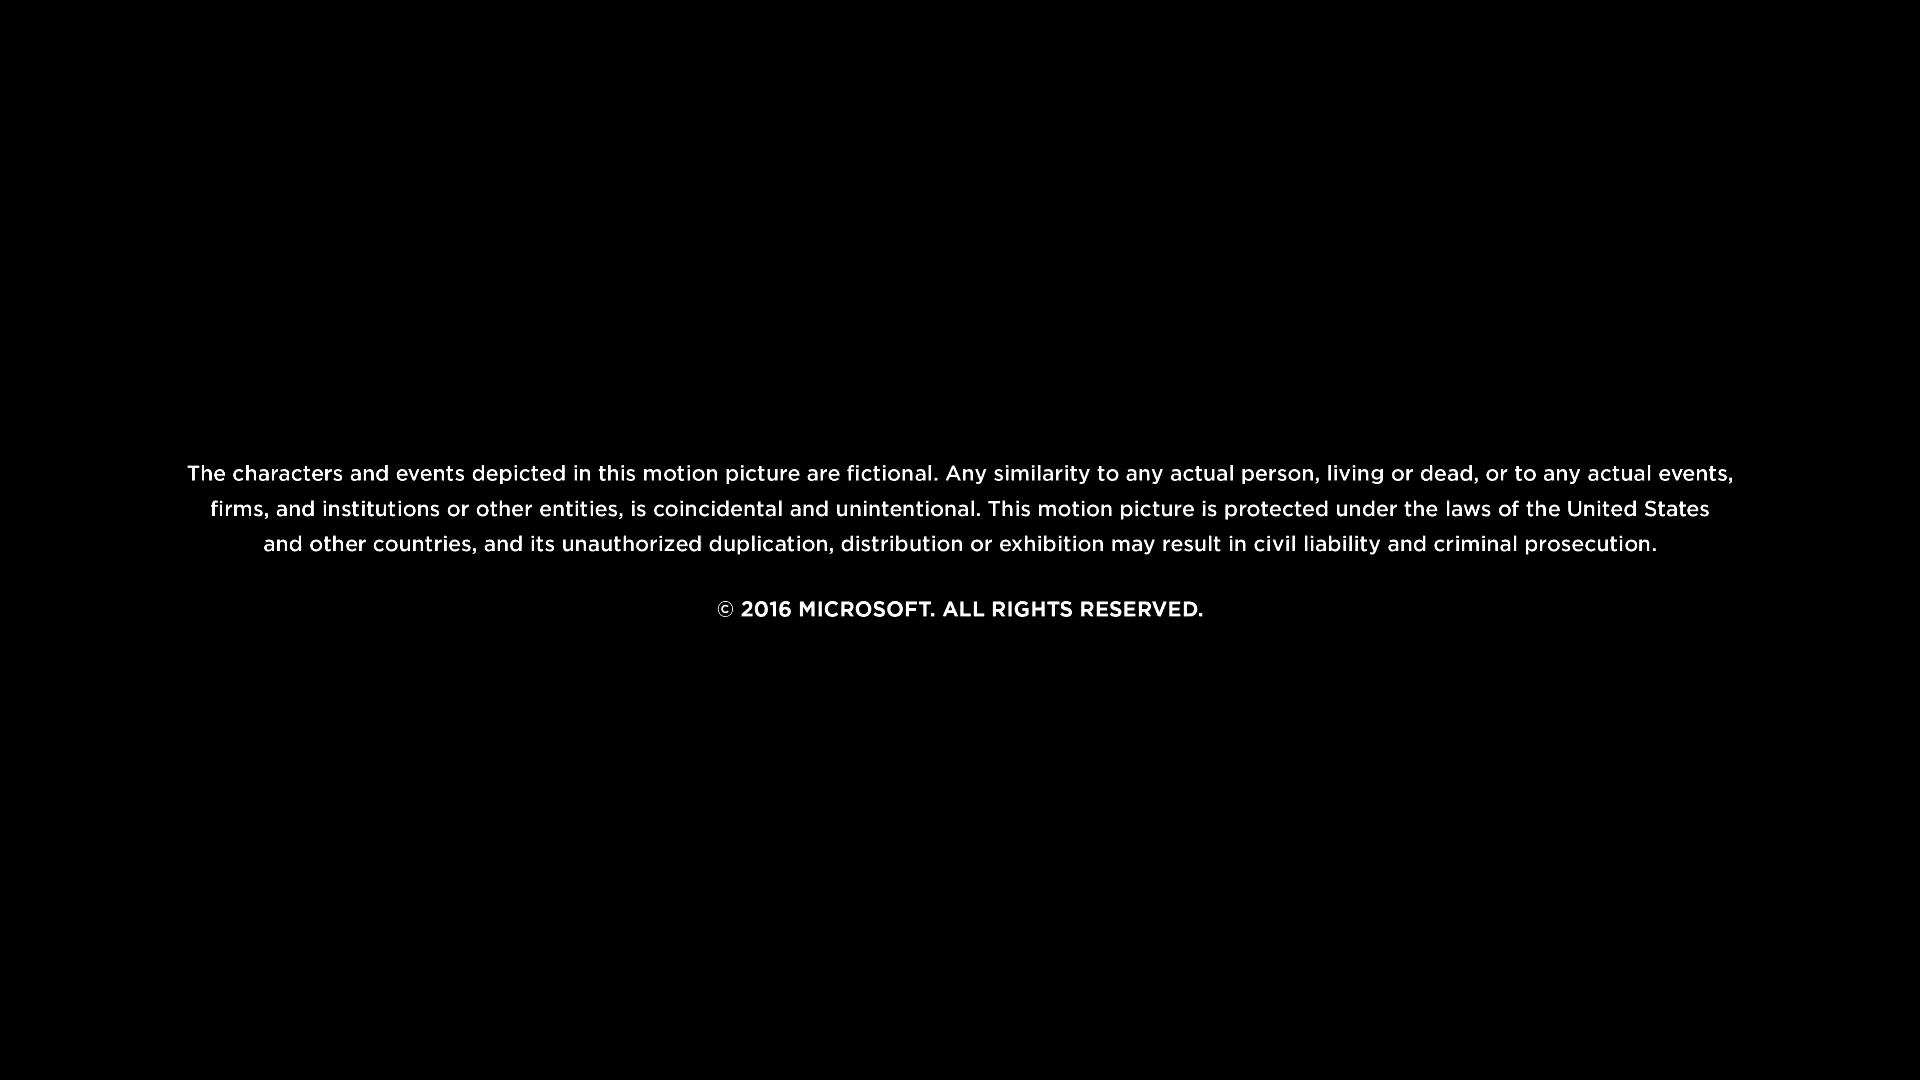 The characters and events depicted in this motion picture are fictional. Any similarity to any actual person, living or dead, or to any actual events,
firms, and institutions or other entities, is coincidental and unintentional. This motion picture is protected under the laws of the United States
and other countries, and its unauthorized duplication, distribution or exhibition may result in civil liability and criminal prosecution.
© 2016 MICROSOFT. ALL RIGHTS RESERVED.